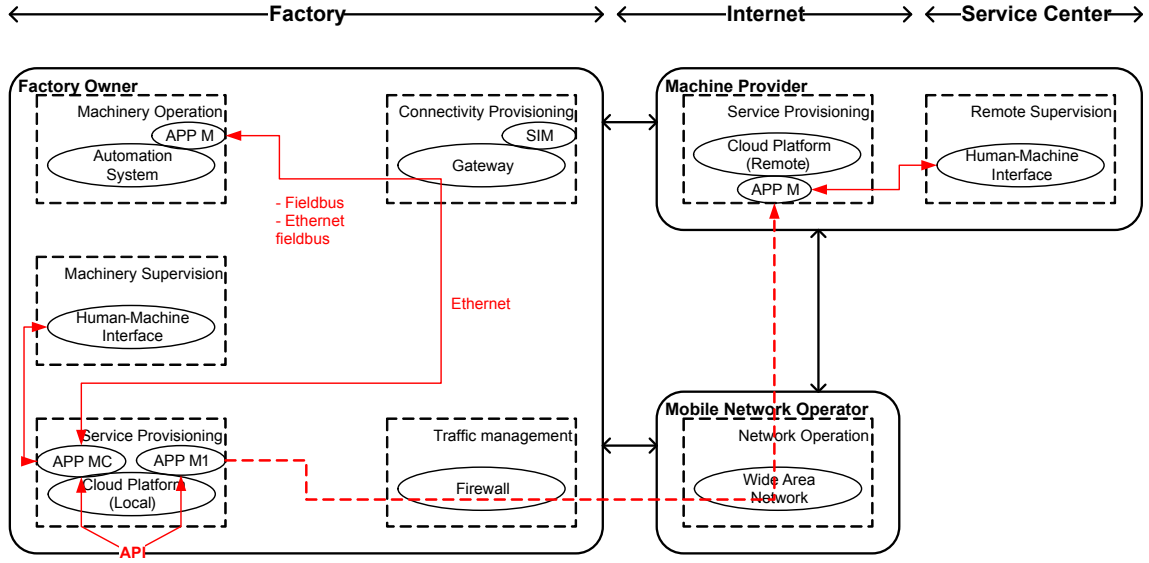 Factory
Internet
Service Center
Factory Owner
Machinery Operation
APP M
Automation
System
Connectivity Provisioning
SIM
Gateway
- Fieldbus
- Ethernet
fieldbus
Ethernet
Machinery Supervision
Human-Machine
Interface
Service Provisioning
APP MC
APP M1
Cloud Platform
(Local)
API
Traffic management
Firewall
Machine Provider
Service Provisioning
Cloud Platform
(Remote)
APP M
Remote Supervision
Human-Machine
Interface
Mobile Network Operator
Network Operation
Wide Area
Network